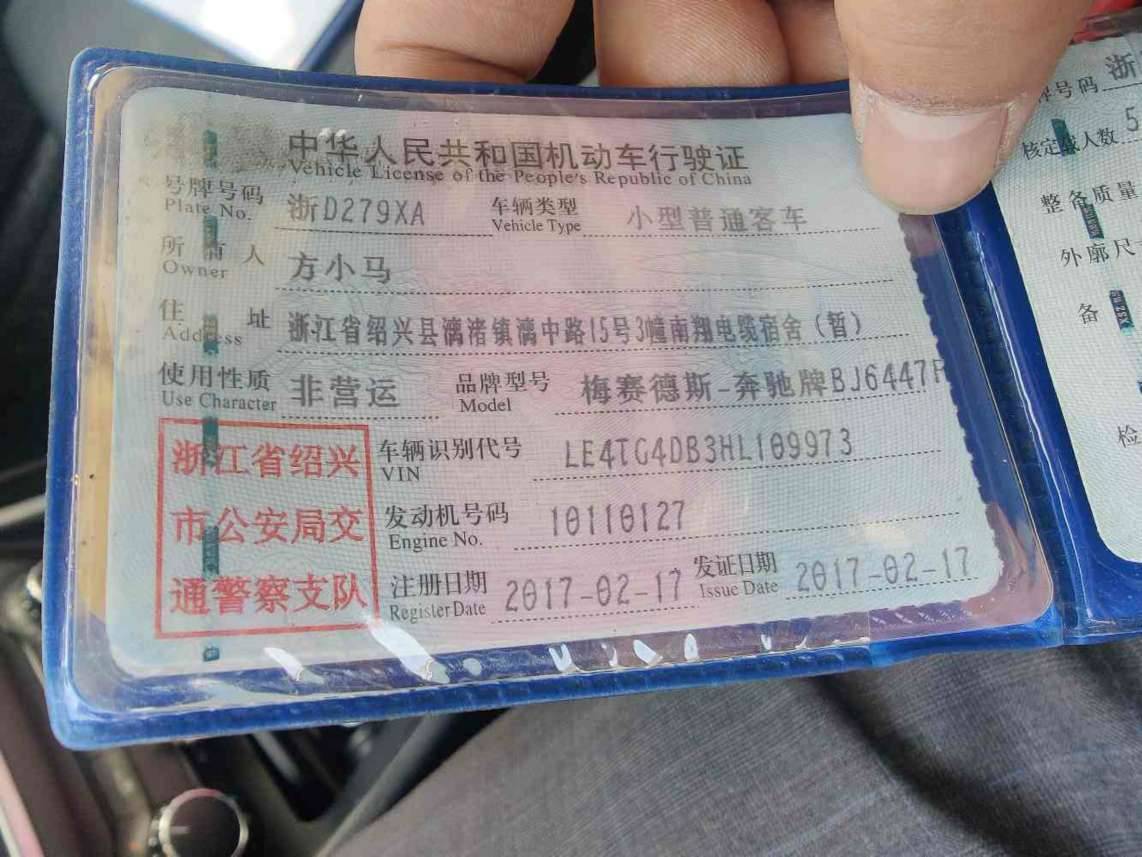 中华人民共和国机动车行驶证
Vehicle License of the People's Republic of China
号牌号码 浙D279XA 车辆类型 小型普通客车
Plate No. Vehicle Type
所有人 方小马
Owner
住址 浙江省绍兴县漓渚镇漓中路15号3幢南翔电缆宿舍（暂）
Address
使用性质 非营运 品牌型号 梅赛德斯-奔驰牌BJ6447
Use Character Model
浙江省绍兴
市公安局交
通警察支队
车辆识别代号 LE4TG4DB3HL109973
VIN
发动机号码 10110127
Engine No.
注册日期 2017-02-17 发证日期 2017-02-17
Register Date Issue Date
号码 浙
核定载人数 5
整备质量
外廓尺
备
检